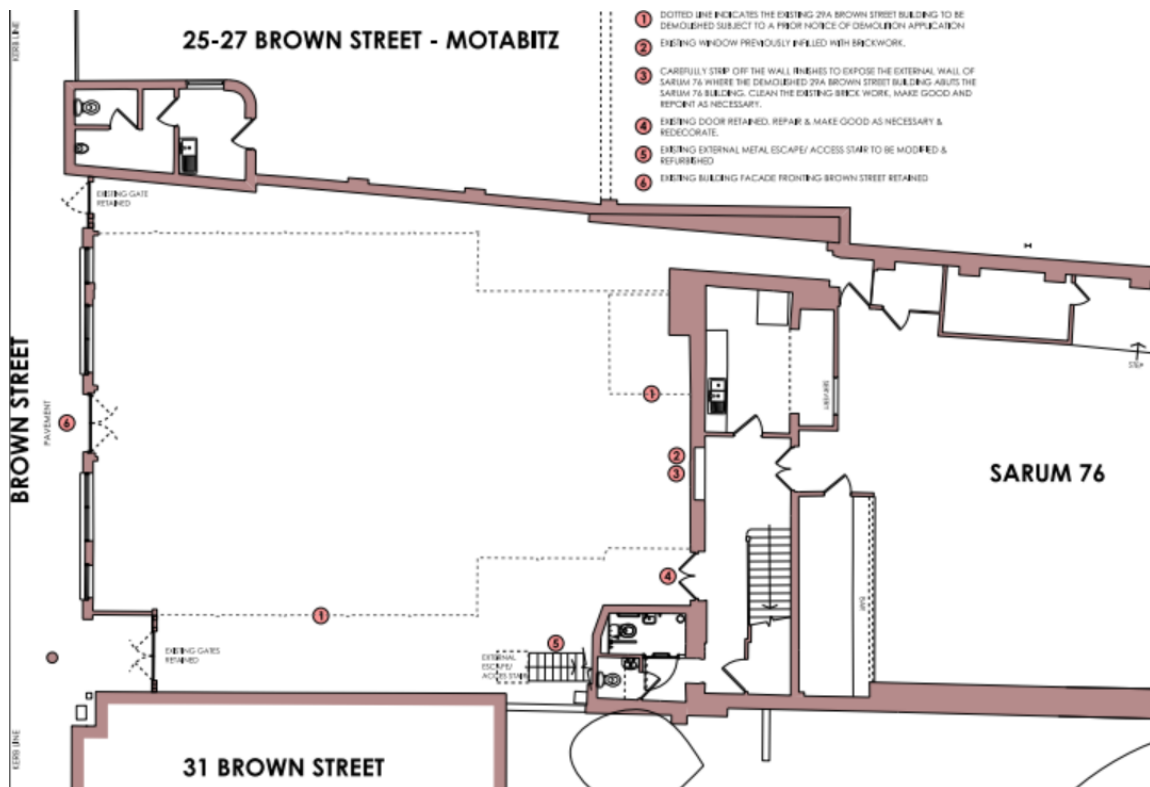 KERB LINE
25-27 BROWN STREET - MOTABITZ
1 DOTTED LINE INDICATES THE EXISTING 29A BROWN STREET BUILDING TO BE
DEMOLISHED SUBJECT TO A PRIOR NOTICE OF DEMOLITION APPLICATION
2 EXISTING WINDOW PREVIOUSLY INFILLED WITH BRICKWORK.
3 CAREFULLY STRIP OFF THE WALL FINISHES TO EXPOSE THE EXTERNAL WALL OF
SARUM 76 WHERE THE DEMOLISHED 29A BROWN STREET BUILDING ABUTS THE
SARUM 76 BUILDING. CLEAN THE EXISTING BRICK WORK, MAKE GOOD AND
REPOINT AS NECESSARY.
4 EXISTING DOOR RETAINED. REPAIR & MAKE GOOD AS NECESSARY &
REDECORATE.
5 EXISTING EXTERNAL METAL ESCAPE/ ACCESS STAIR TO BE MODIFIED &
REFURBISHED
6 EXISTING BUILDING FACADE FRONTING BROWN STREET RETAINED
EXISTING GATE
RETAINED
STEP
BROWN STREET
PAVEMENT
6
1
SERVERY
2
3
SARUM 76
4
BAR
1
5
EXISTING GATES
RETAINED
EXTERNAL
ESCAPE/
ACCES STAIR
KERB LINE
31 BROWN STREET